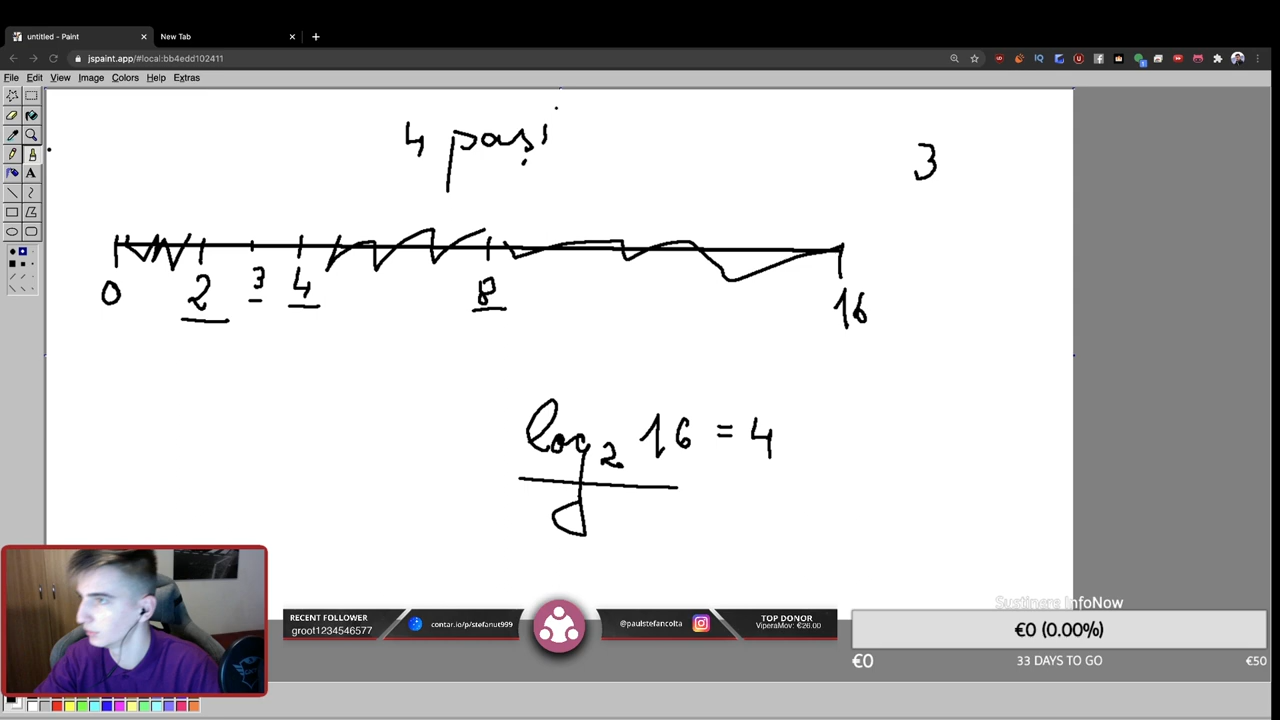 untitled - Paint
New Tab
jspaint.app/#local:bb4edd102411
File Edit View Image Colors Help Extras
4 pași
3
0 2 3 4 8 16
log₂ 16 = 4
RECENT FOLLOWER
groot1234546577
contar.io/p/stefanut999
@paulstefancolta
TOP DONOR
ViperaMov: €26.00
Sustinere InfoNow
€0 (0.00%)
€0 33 DAYS TO GO €50